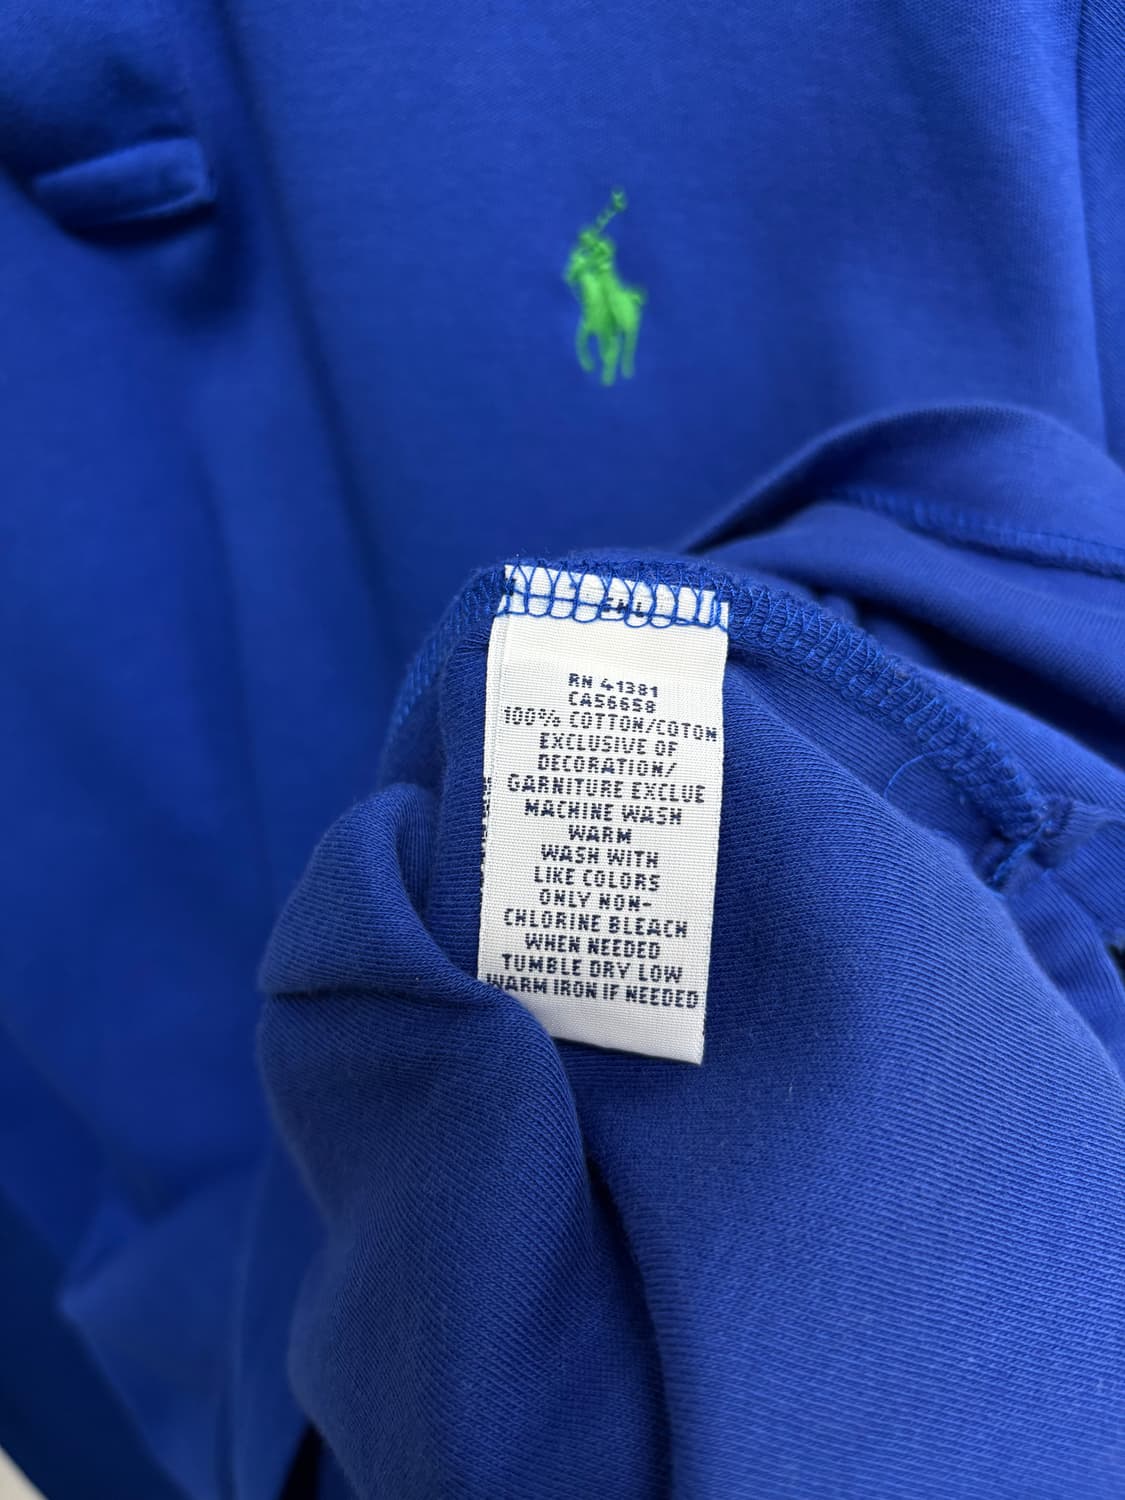 RN 41381
CA56658
100% COTTON/COTON
EXCLUSIVE OF
DECORATION/
GARNITURE EXCLUE
MACHINE WASH
WARM
WASH WITH
LIKE COLORS
ONLY NON-
CHLORINE BLEACH
WHEN NEEDED
TUMBLE DRY LOW
WARM IRON IF NEEDED